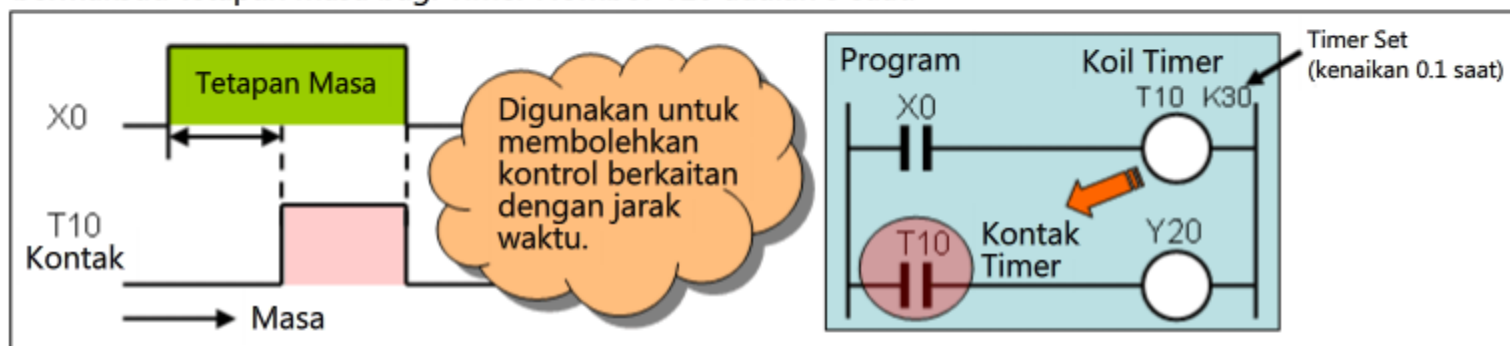 Tetapan Masa
X0
T10
Kontak
Masa
Digunakan untuk
membolehkan
kontrol berkaitan
dengan jarak
waktu.
Program
Koil Timer
Timer Set
(kenaikan 0.1 saat)
X0
T10 K30
T10
Kontak
Timer
Y20